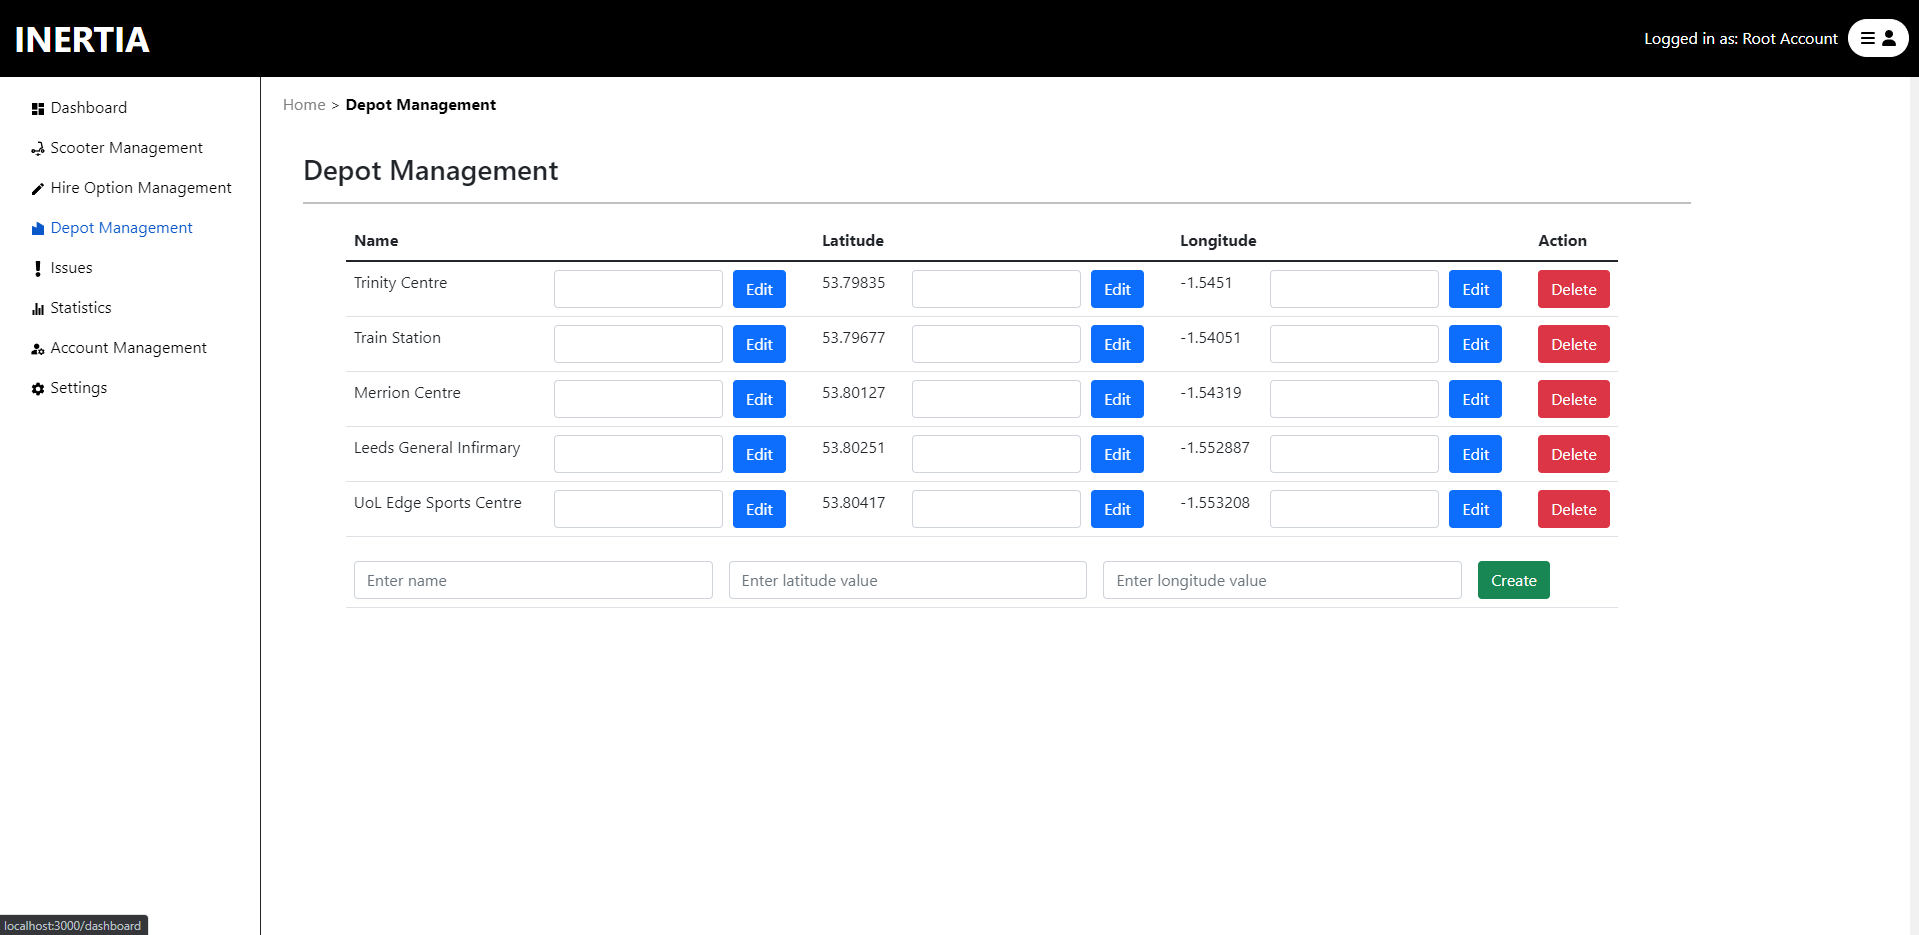 INERTIA
Logged in as: Root Account
Dashboard
Scooter Management
Hire Option Management
Depot Management
Issues
Statistics
Account Management
Settings
Home > Depot Management
Depot Management
Name Latitude Longitude Action
Trinity Centre Edit 53.79835 Edit -1.5451 Edit Delete
Train Station Edit 53.79677 Edit -1.54051 Edit Delete
Merrion Centre Edit 53.80127 Edit -1.54319 Edit Delete
Leeds General Infirmary Edit 53.80251 Edit -1.552887 Edit Delete
UoL Edge Sports Centre Edit 53.80417 Edit -1.553208 Edit Delete
Enter name Enter latitude value Enter longitude value Create
localhost:3000/dashboard